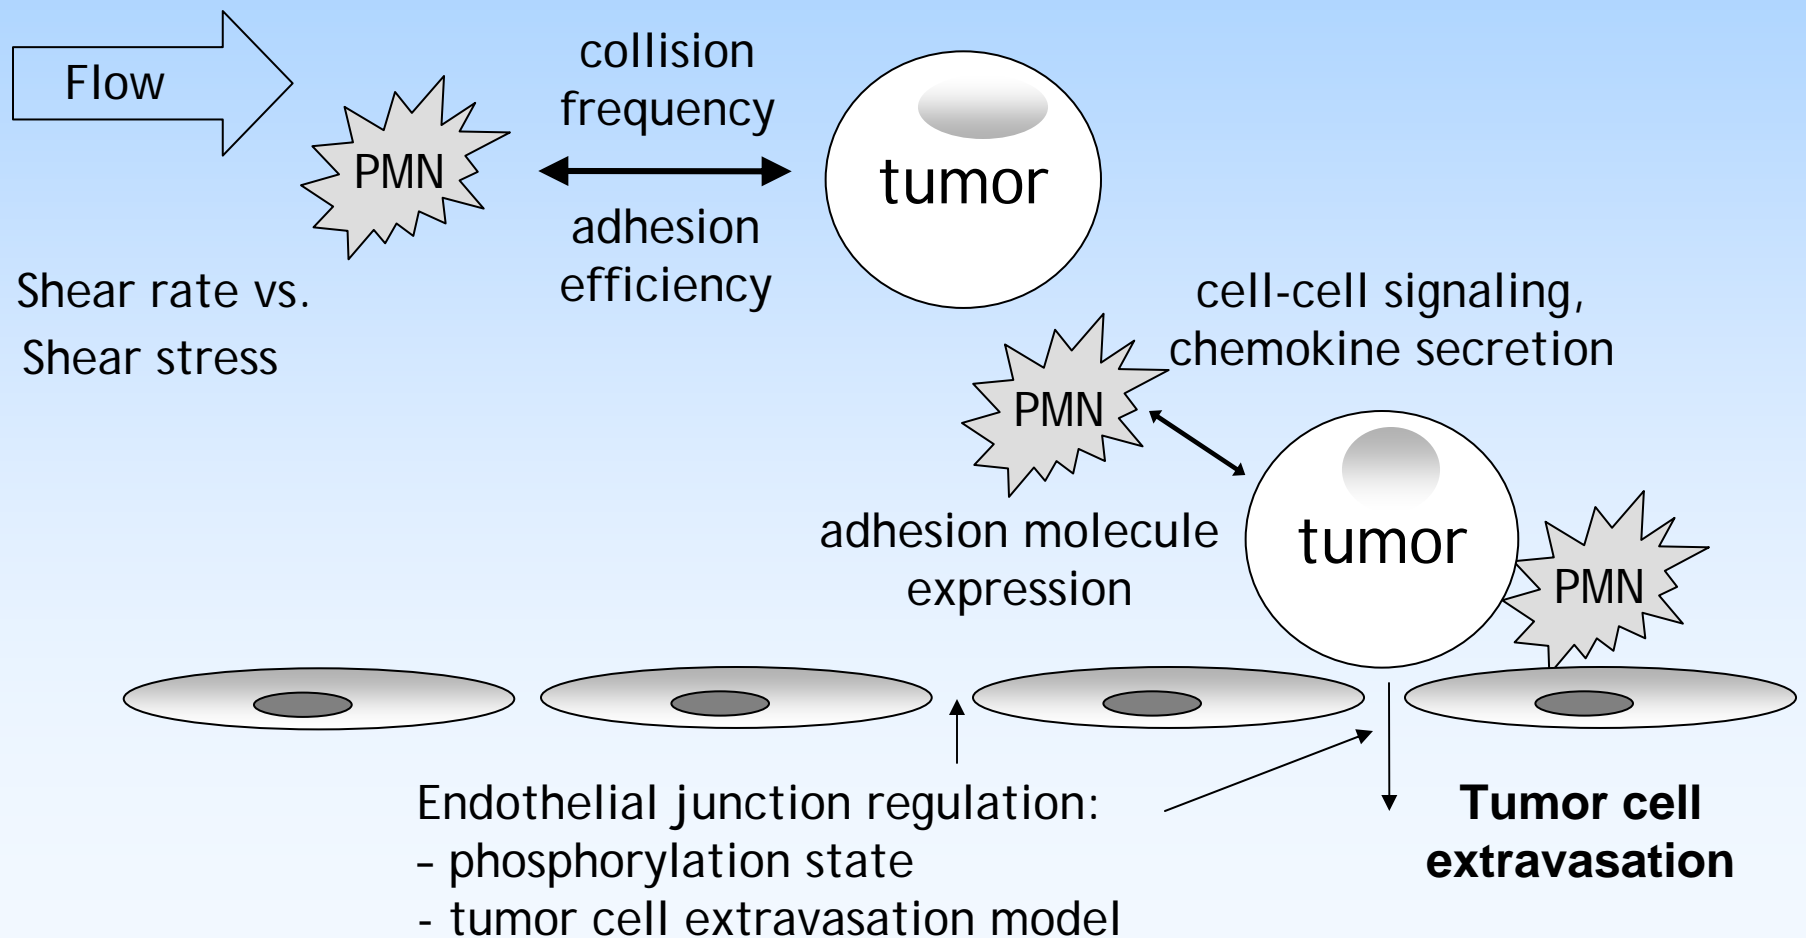 Flow
PMN
collision
frequency
adhesion
efficiency
tumor
Shear rate vs.
Shear stress
cell-cell signaling,
chemokine secretion
PMN
adhesion molecule
expression
tumor
PMN
Endothelial junction regulation:
- phosphorylation state
- tumor cell extravasation model
Tumor cell
extravasation